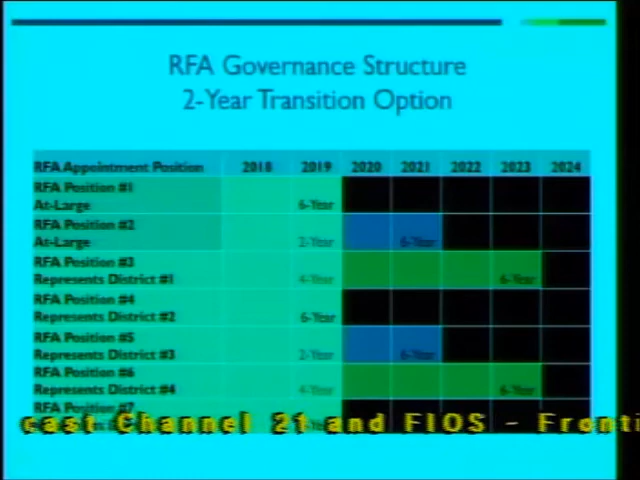 RFA Governance Structure
2-Year Transition Option
RFA Appointment Position 2018 2019 2020 2021 2022 2023 2024
RFA Position #1
At-Large 6-Year
RFA Position #2
At-Large 2-Year 6-Year
RFA Position #3
Represents District #1 4-Year 6-Year
RFA Position #4
Represents District #2 6-Year
RFA Position #5
Represents District #3 2-Year 6-Year
RFA Position #6
Represents District #4 4-Year 6-Year
RFA Position #7
cast Channel 21 and FIOS - Fronti